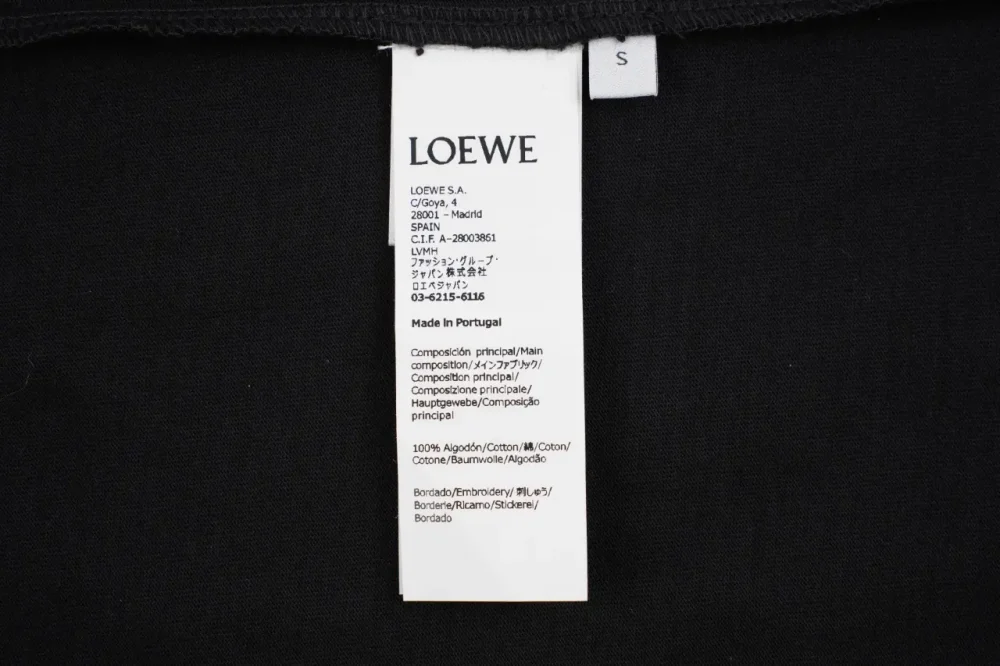 S
LOEWE
LOEWE S.A.
C/Goya, 4
28001 - Madrid
SPAIN
C.I.F. A-28003861
LVMH
ファッション・グループ・
ジャパン株式会社
ロエベジャパン
03-6215-6116
Made in Portugal
Composición principal/Main
composition/メインファブリック/
Composition principal/
Composizione principale/
Hauptgewebe/Composição
principal
100% Algodón/Cotton/綿/Coton/
Cotone/Baumwolle/Algodão
Bordado/Embroidery/刺しゅう/
Borderie/Ricamo/Stickerei/
Bordado